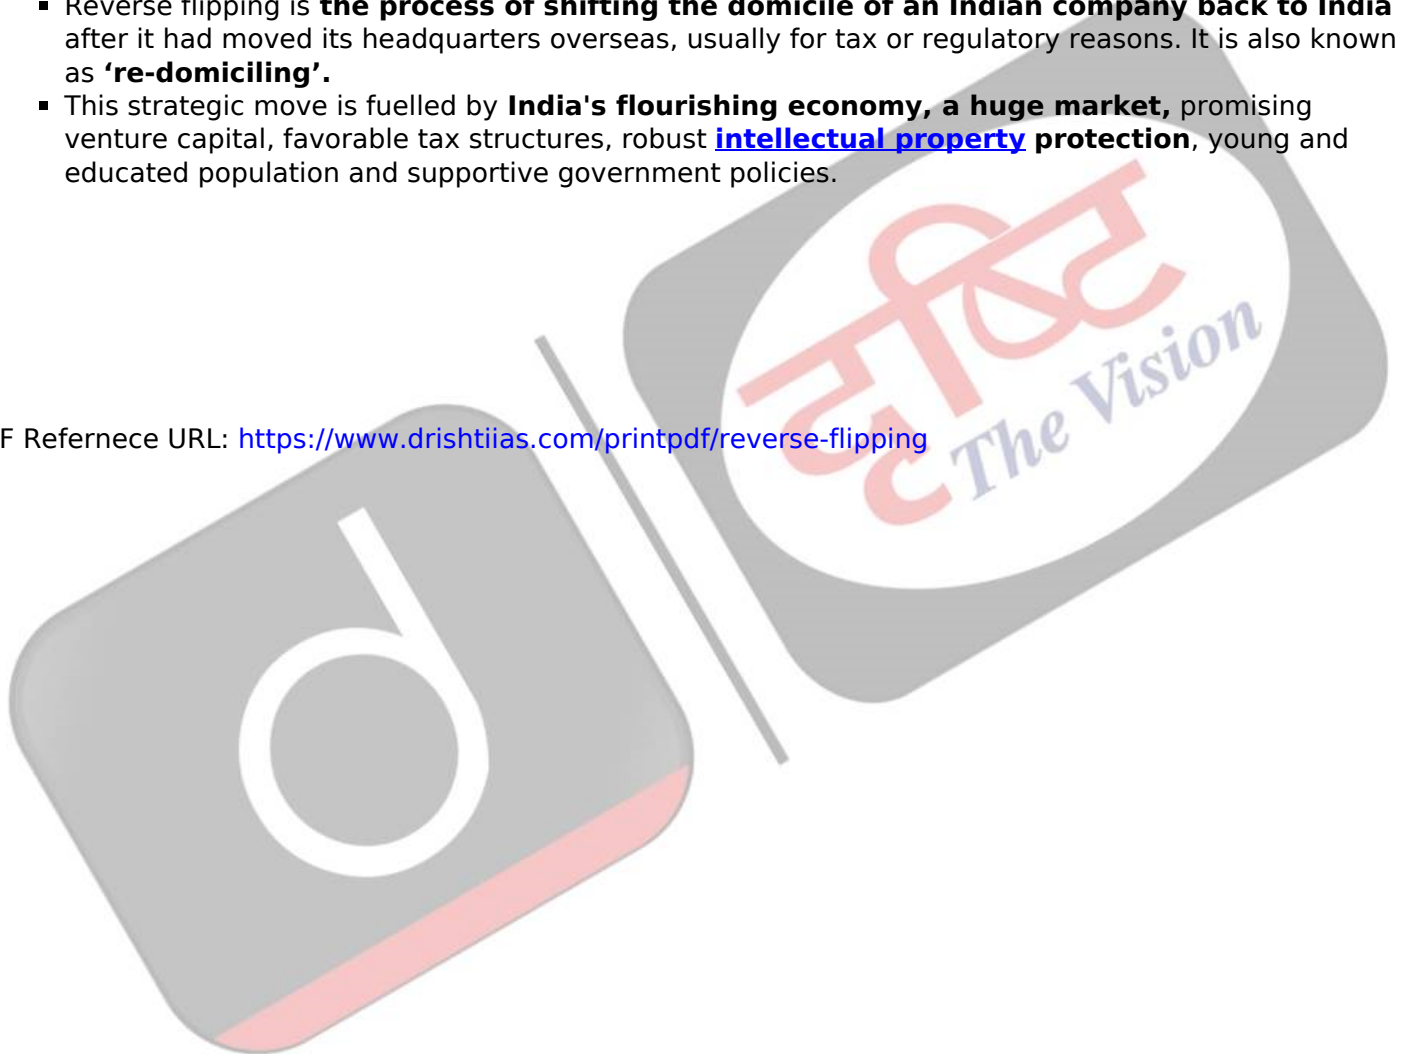 Reverse flipping is the process of shifting the domicile of an Indian company back to India
after it had moved its headquarters overseas, usually for tax or regulatory reasons. It is also known
as ‘re-domiciling’.
This strategic move is fuelled by India's flourishing economy, a huge market, promising
venture capital, favorable tax structures, robust intellectual property protection, young and
educated population and supportive government policies.
दृष्टि
The Vision
F Refernece URL: https://www.drishtiias.com/printpdf/reverse-flipping
d